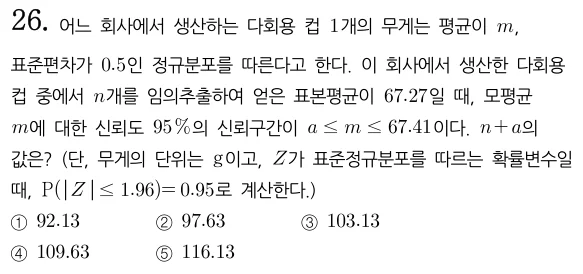 26. 어느 회사에서 생산하는 다회용 컵 1개의 무게는 평균이 m,
표준편차가 0.5인 정규분포를 따른다고 한다. 이 회사에서 생산한 다회용
컵 중에서 n개를 임의추출하여 얻은 표본평균이 67.27일 때, 모평균
m에 대한 신뢰도 95%의 신뢰구간이 a ≤ m ≤ 67.41이다. n+a의
값은? (단, 무게의 단위는 g이고, Z가 표준정규분포를 따르는 확률변수일
때, P(|Z| ≤ 1.96)=0.95로 계산한다.)
① 92.13 ② 97.63 ③ 103.13
④ 109.63 ⑤ 116.13